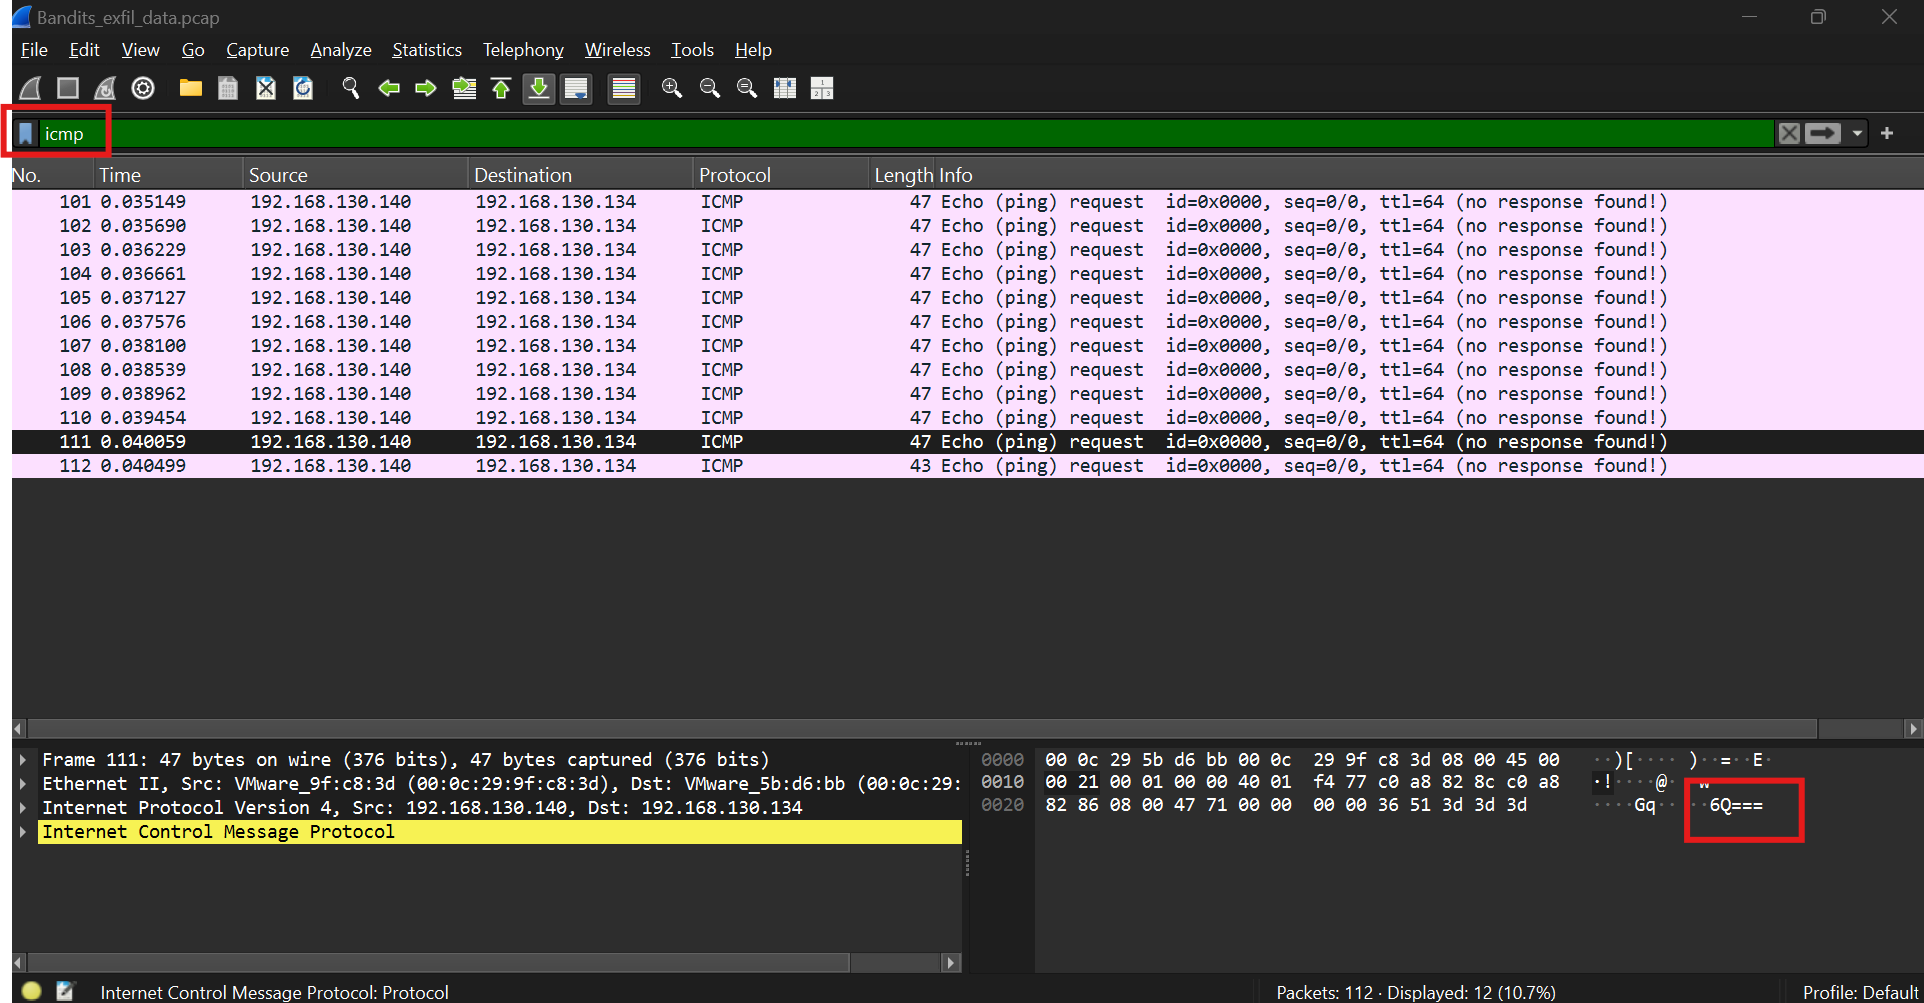 Bandits_exfil_data.pcap
File Edit View Go Capture Analyze Statistics Telephony Wireless Tools Help
icmp
No. Time Source Destination Protocol Length Info
101 0.035149 192.168.130.140 192.168.130.134 ICMP 47 Echo (ping) request id=0x0000, seq=0/0, ttl=64 (no response found!)
102 0.035690 192.168.130.140 192.168.130.134 ICMP 47 Echo (ping) request id=0x0000, seq=0/0, ttl=64 (no response found!)
103 0.036229 192.168.130.140 192.168.130.134 ICMP 47 Echo (ping) request id=0x0000, seq=0/0, ttl=64 (no response found!)
104 0.036661 192.168.130.140 192.168.130.134 ICMP 47 Echo (ping) request id=0x0000, seq=0/0, ttl=64 (no response found!)
105 0.037127 192.168.130.140 192.168.130.134 ICMP 47 Echo (ping) request id=0x0000, seq=0/0, ttl=64 (no response found!)
106 0.037576 192.168.130.140 192.168.130.134 ICMP 47 Echo (ping) request id=0x0000, seq=0/0, ttl=64 (no response found!)
107 0.038100 192.168.130.140 192.168.130.134 ICMP 47 Echo (ping) request id=0x0000, seq=0/0, ttl=64 (no response found!)
108 0.038539 192.168.130.140 192.168.130.134 ICMP 47 Echo (ping) request id=0x0000, seq=0/0, ttl=64 (no response found!)
109 0.038962 192.168.130.140 192.168.130.134 ICMP 47 Echo (ping) request id=0x0000, seq=0/0, ttl=64 (no response found!)
110 0.039454 192.168.130.140 192.168.130.134 ICMP 47 Echo (ping) request id=0x0000, seq=0/0, ttl=64 (no response found!)
111 0.040059 192.168.130.140 192.168.130.134 ICMP 47 Echo (ping) request id=0x0000, seq=0/0, ttl=64 (no response found!)
112 0.040499 192.168.130.140 192.168.130.134 ICMP 43 Echo (ping) request id=0x0000, seq=0/0, ttl=64 (no response found!)
Frame 111: 47 bytes on wire (376 bits), 47 bytes captured (376 bits)
Ethernet II, Src: VMware_9f:c8:3d (00:0c:29:9f:c8:3d), Dst: VMware_5b:d6:bb (00:0c:29:
Internet Protocol Version 4, Src: 192.168.130.140, Dst: 192.168.130.134
Internet Control Message Protocol
0000 00 0c 29 5b d6 bb 00 0c 29 9f c8 3d 08 00 45 00 ··)[···· )··=··E·
0010 00 21 00 01 00 00 40 01 f4 77 c0 a8 82 8c c0 a8 ·!····@· ·w
0020 82 86 08 00 47 71 00 00 00 00 36 51 3d 3d 3d ····Gq·· ··6Q===
Internet Control Message Protocol: Protocol
Packets: 112 · Displayed: 12 (10.7%)
Profile: Default